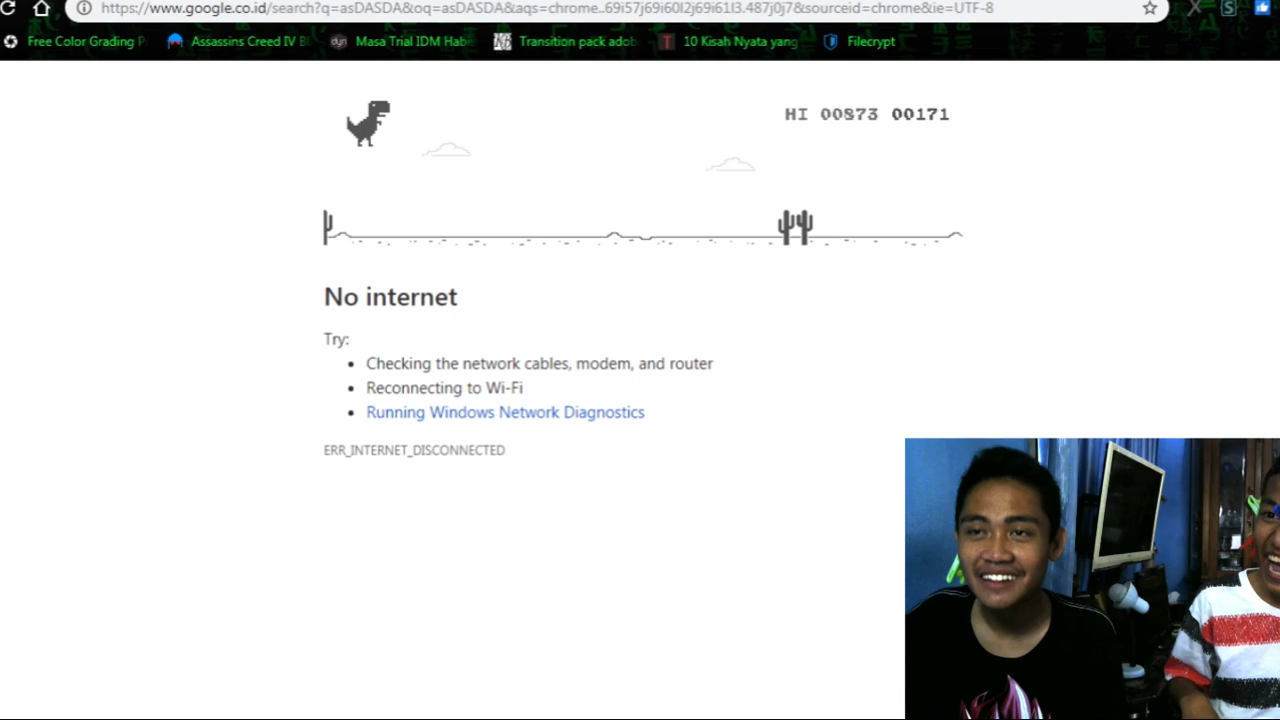 https://www.google.co.id/search?q=asDASDA&oq=asDASDA&aqs=chrome..69i57j69i60l2j69i61l3.487j0j7&sourceid=chrome&ie=UTF-8
Free Color Grading P Assassins Creed IV Bl Masa Trial IDM Hab Transition pack adob 10 Kisah Nyata yang Filecrypt
HI 00873 00171
No internet
Try:
• Checking the network cables, modem, and router
• Reconnecting to Wi-Fi
• Running Windows Network Diagnostics
ERR_INTERNET_DISCONNECTED